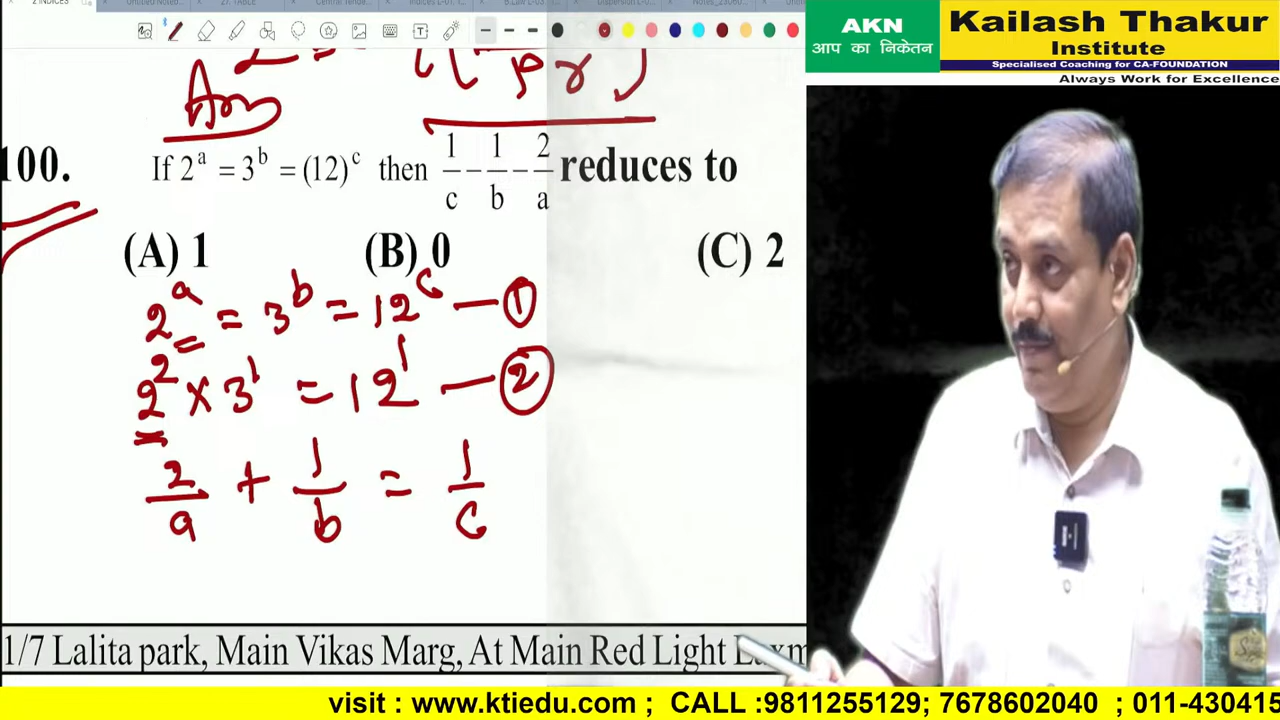 2.INDICES
AKN
आप का निकेतन
Kailash Thakur
Institute
Specialised Coaching for CA-FOUNDATION
Always Work for Excellence
Ans
100. If 2^a = 3^b = (12)^c then 1/c - 1/b - 2/a reduces to
(A) 1 (B) 0 (C) 2
2^a = 3^b = 12^c — ①
2^2 × 3^1 = 12^1 — ②
2/a + 1/b = 1/c
1/7 Lalita park, Main Vikas Marg, At Main Red Light Laxm
visit : www.ktiedu.com ; CALL :9811255129; 7678602040 ; 011-430415